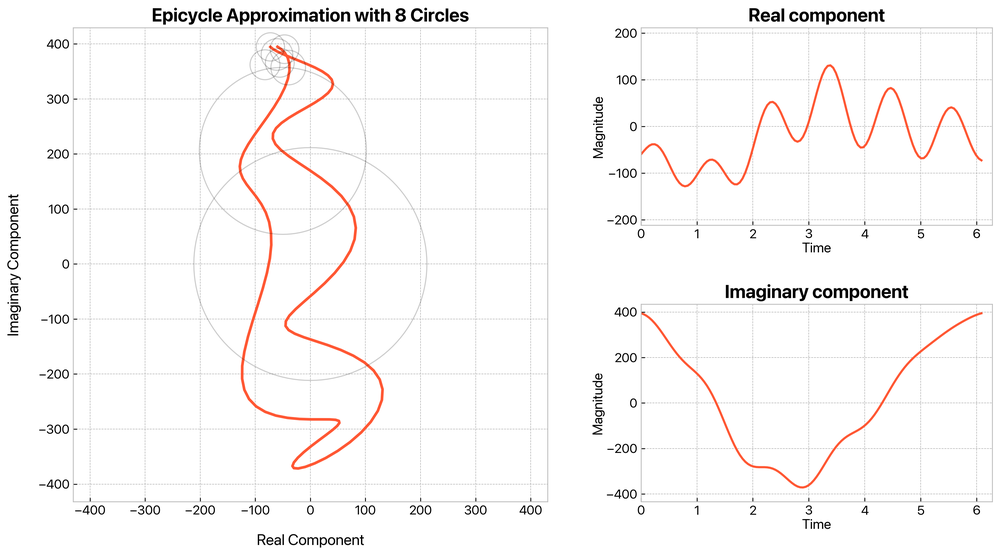 Epicycle Approximation with 8 Circles
400
300
200
100
0
−100
−200
−300
−400
Imaginary Component
−400 −300 −200 −100 0 100 200 300 400
Real Component
Real component
200
100
0
−100
−200
Magnitude
0 1 2 3 4 5 6
Time
Imaginary component
400
200
0
−200
−400
Magnitude
0 1 2 3 4 5 6
Time